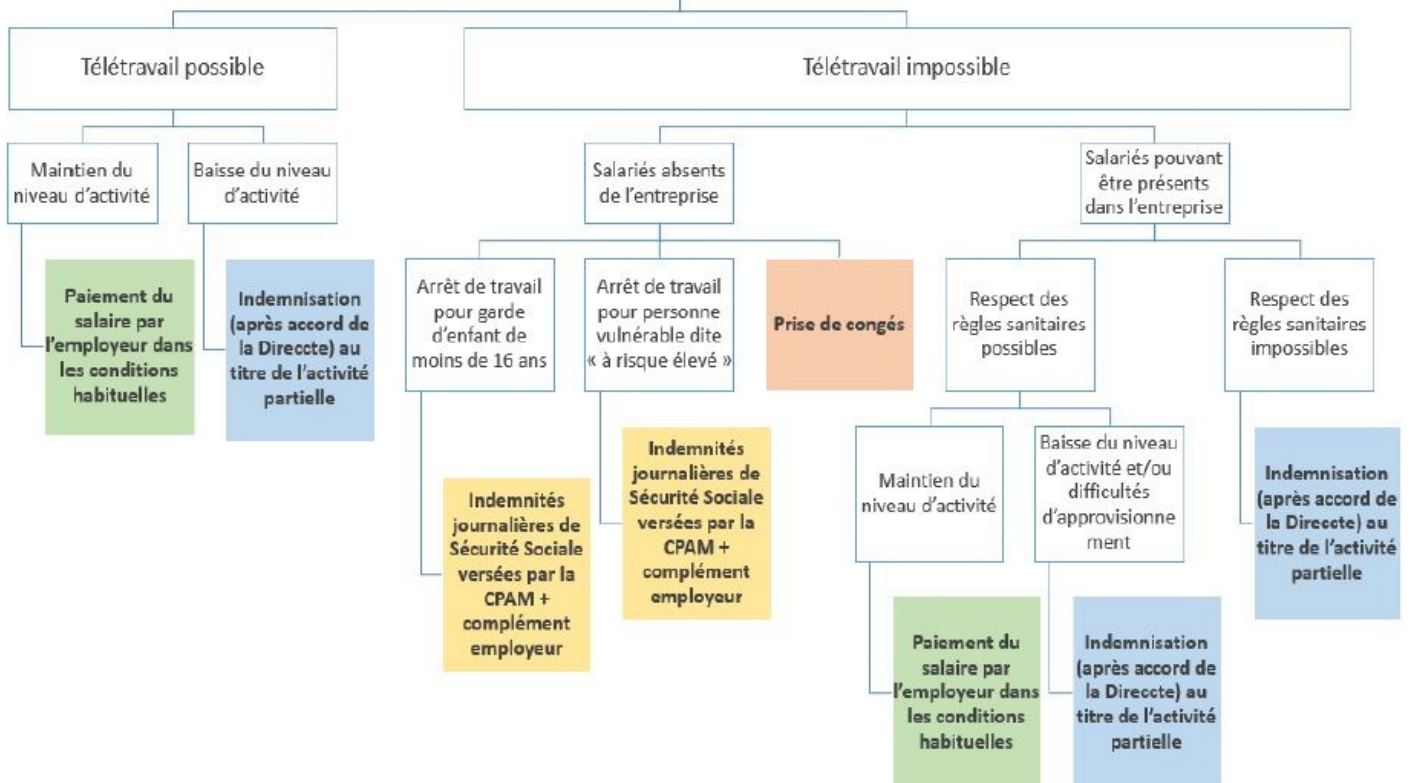 Télétravail possible
Télétravail impossible
Maintien du
niveau d'activité
Baisse du niveau
d'activité
Salariés absents
de l'entreprise
Salariés pouvant
être présents
dans l'entreprise
Paiement du
salaire par
l'employeur dans
les conditions
habituelles
Indemnisation
(après accord de
la Direccte) au
titre de l'activité
partielle
Arrêt de travail
pour garde
d'enfant de
moins de 16 ans
Arrêt de travail
pour personne
vulnérable dite
« à risque élevé »
Prise de congés
Respect des
règles sanitaires
possibles
Respect des
règles sanitaires
impossibles
Indemnités
journalières de
Sécurité Sociale
versées par la
CPAM +
complément
employeur
Indemnités
journalières de
Sécurité Sociale
versées par la
CPAM +
complément
employeur
Maintien du
niveau d'activité
Baisse du niveau
d'activité et/ou
difficultés
d'approvisionne
ment
Indemnisation
(après accord de
la Direccte) au
titre de l'activité
partielle
Paiement du
salaire par
l'employeur dans
les conditions
habituelles
Indemnisation
(après accord de
la Direccte) au
titre de l'activité
partielle